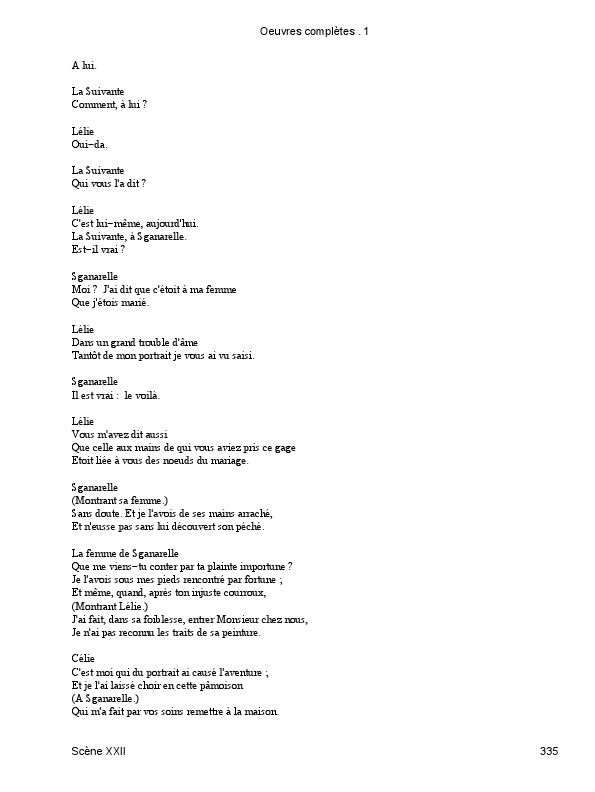 Oeuvres complètes . 1
A lui.
La Suivante
Comment, à lui ?
Lélie
Oui−da.
La Suivante
Qui vous l'a dit ?
Lélie
C'est lui−même, aujourd'hui.
La Suivante, à Sganarelle.
Est−il vrai ?
Sganarelle
Moi ?  J'ai dit que c'étoit à ma femme
Que j'étois marié.
Lélie
Dans un grand trouble d'âme
Tantôt de mon portrait je vous ai vu saisi.
Sganarelle
Il est vrai :  le voilà.
Lélie
Vous m'avez dit aussi
Que celle aux mains de qui vous aviez pris ce gage
Etoit liée à vous des noeuds du mariage.
Sganarelle
(Montrant sa femme.)
Sans doute. Et je l'avois de ses mains arraché,
Et n'eusse pas sans lui découvert son péché.
La femme de Sganarelle
Que me viens−tu conter par ta plainte importune ?
Je l'avois sous mes pieds rencontré par fortune ;
Et même, quand, après ton injuste courroux,
(Montrant Lélie.)
J'ai fait, dans sa foiblesse, entrer Monsieur chez nous,
Je n'ai pas reconnu les traits de sa peinture.
Célie
C'est moi qui du portrait ai causé l'aventure ;
Et je l'ai laissé choir en cette pâmoison
(A Sganarelle.)
Qui m'a fait par vos soins remettre à la maison.
Scène XXII 335